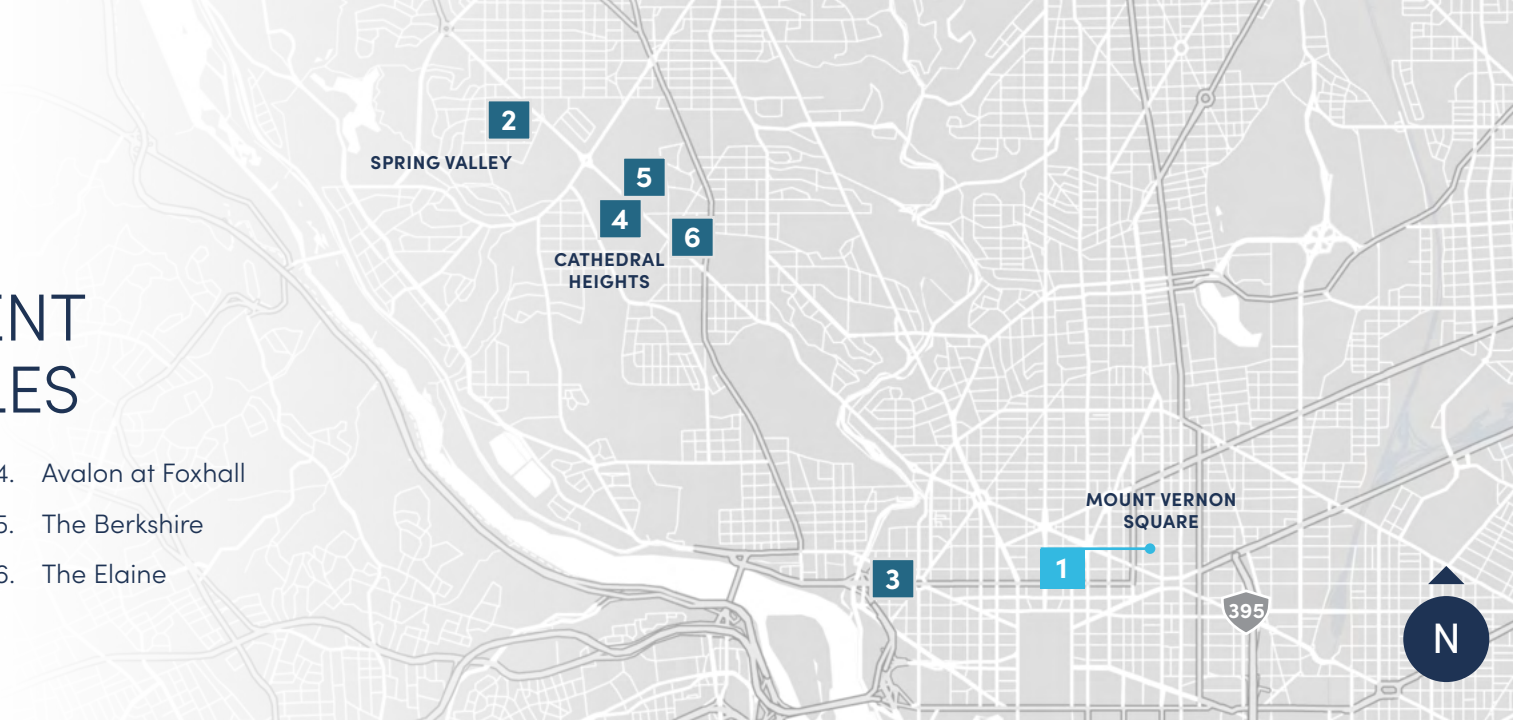 2
SPRING VALLEY
5
4
6
CATHEDRAL
HEIGHTS
ENT
LES
4. Avalon at Foxhall
5. The Berkshire
6. The Elaine
MOUNT VERNON
SQUARE
1
3
395
N